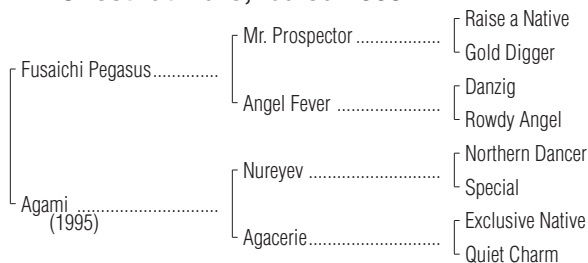 Raise a Native
Mr. Prospector
Gold Digger
Fusaichi Pegasus
Danzig
Angel Fever
Rowdy Angel
Northern Dancer
Nureyev
Special
Agami
(1995)
Exclusive Native
Agacerie
Quiet Charm